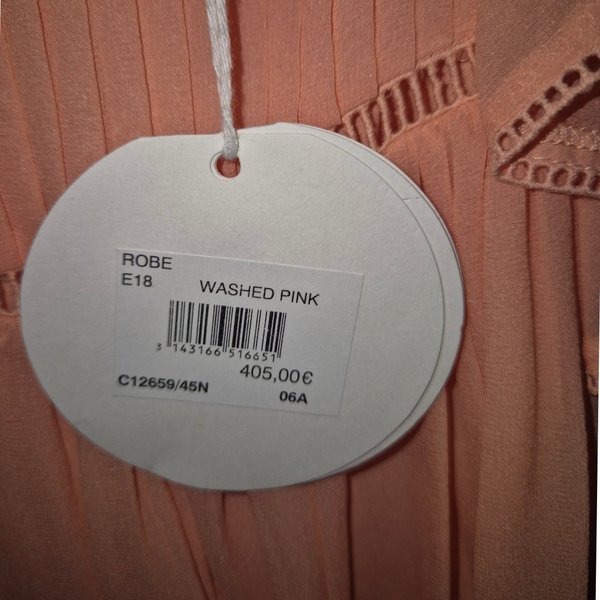 ROBE
E18
WASHED PINK
3 143166 516651
405,00€
C12659/45N
06A